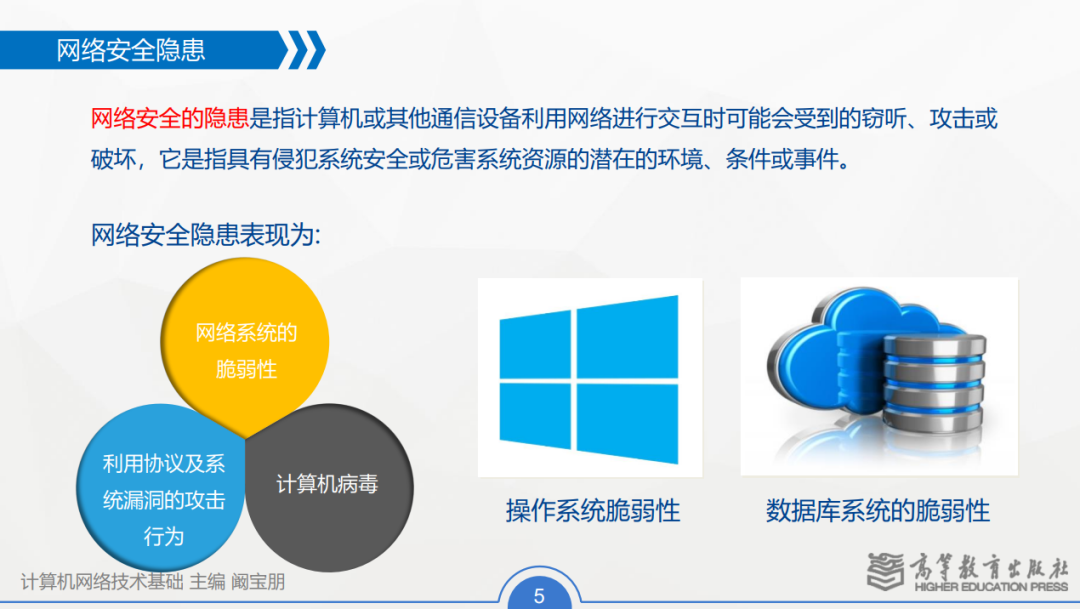 网络安全隐患
网络安全的隐患是指计算机或其他通信设备利用网络进行交互时可能会受到的窃听、攻击或
破坏，它是指具有侵犯系统安全或危害系统资源的潜在的环境、条件或事件。
网络安全隐患表现为:
网络系统的
脆弱性
利用协议及系
统漏洞的攻击
行为
计算机病毒
操作系统脆弱性
数据库系统的脆弱性
计算机网络技术基础 主编 阚宝朋
5
高等教育出版社
HIGHER EDUCATION PRESS